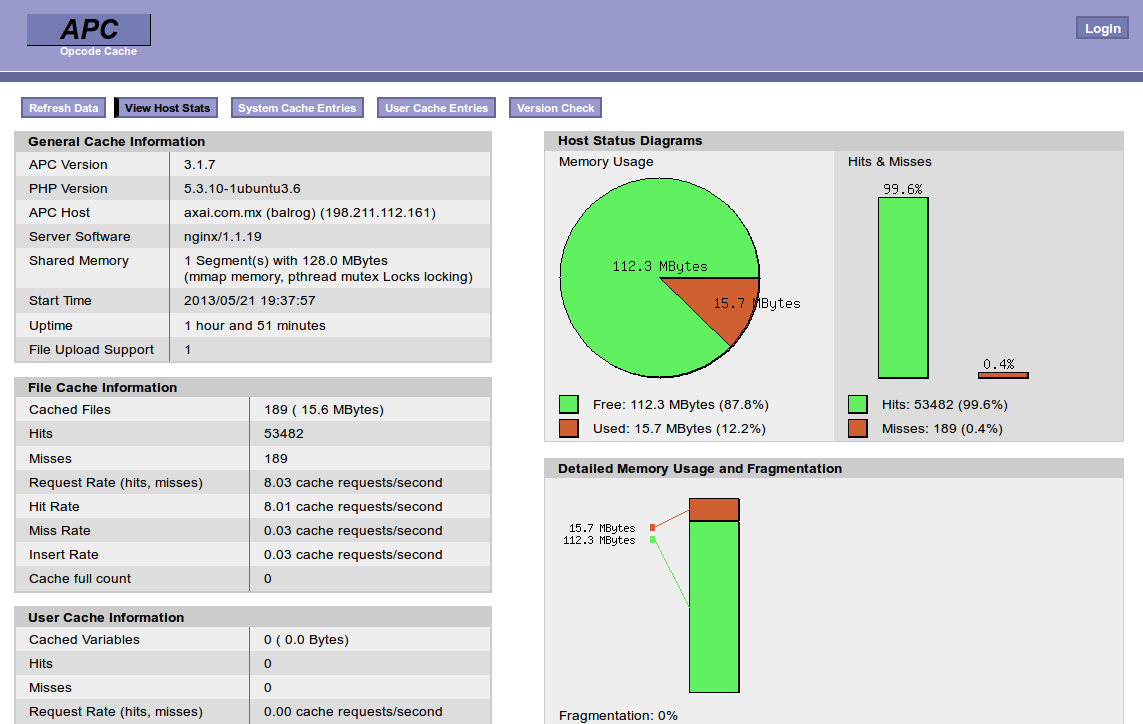 APC
Opcode Cache
Login
Refresh Data
View Host Stats
System Cache Entries
User Cache Entries
Version Check
General Cache Information
APC Version 3.1.7
PHP Version 5.3.10-1ubuntu3.6
APC Host axai.com.mx (balrog) (198.211.112.161)
Server Software nginx/1.1.19
Shared Memory 1 Segment(s) with 128.0 MBytes
(mmap memory, pthread mutex Locks locking)
Start Time 2013/05/21 19:37:57
Uptime 1 hour and 51 minutes
File Upload Support 1
File Cache Information
Cached Files 189 ( 15.6 MBytes)
Hits 53482
Misses 189
Request Rate (hits, misses) 8.03 cache requests/second
Hit Rate 8.01 cache requests/second
Miss Rate 0.03 cache requests/second
Insert Rate 0.03 cache requests/second
Cache full count 0
User Cache Information
Cached Variables 0 ( 0.0 Bytes)
Hits 0
Misses 0
Request Rate (hits, misses) 0.00 cache requests/second
Host Status Diagrams
Memory Usage
112.3 MBytes
15.7 MBytes
Free: 112.3 MBytes (87.8%)
Used: 15.7 MBytes (12.2%)
Hits & Misses
99.6%
0.4%
Hits: 53482 (99.6%)
Misses: 189 (0.4%)
Detailed Memory Usage and Fragmentation
15.7 MBytes
112.3 MBytes
Fragmentation: 0%